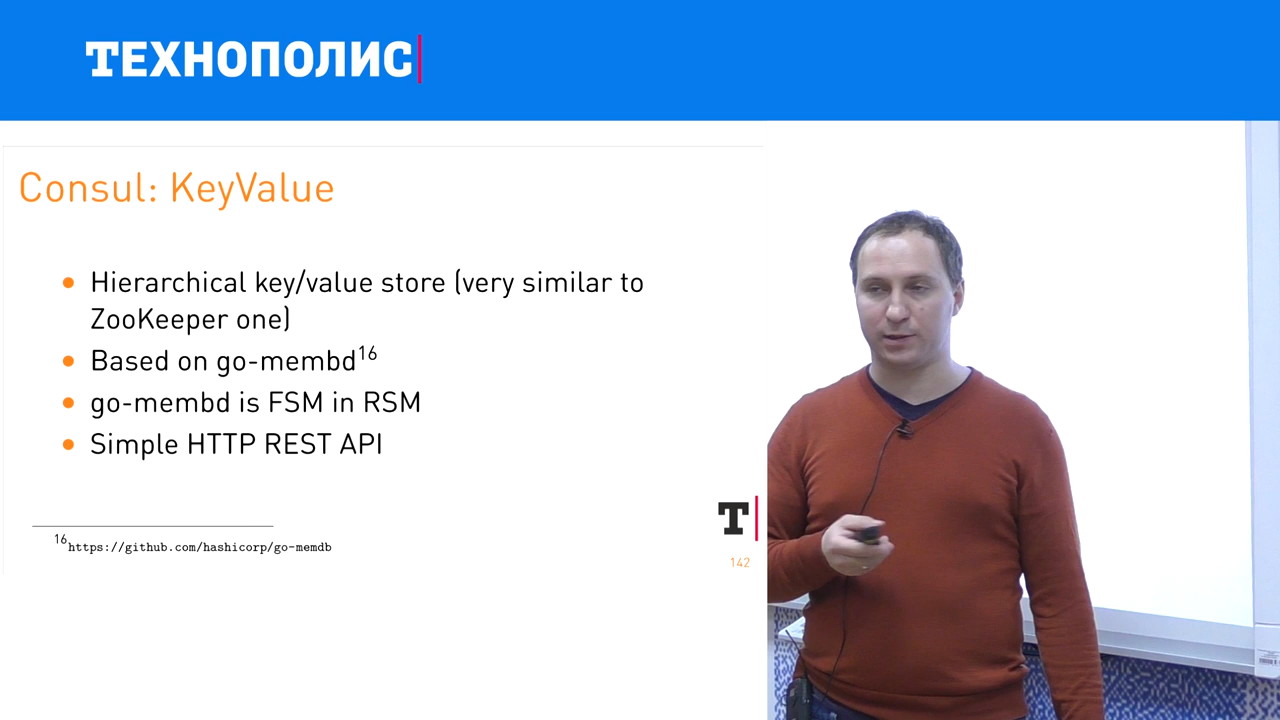 ТЕХНОПОЛИС
Consul: KeyValue
• Hierarchical key/value store (very similar to
ZooKeeper one)
• Based on go-membd16
• go-membd is FSM in RSM
• Simple HTTP REST API
T
16https://github.com/hashicorp/go-memdb
142